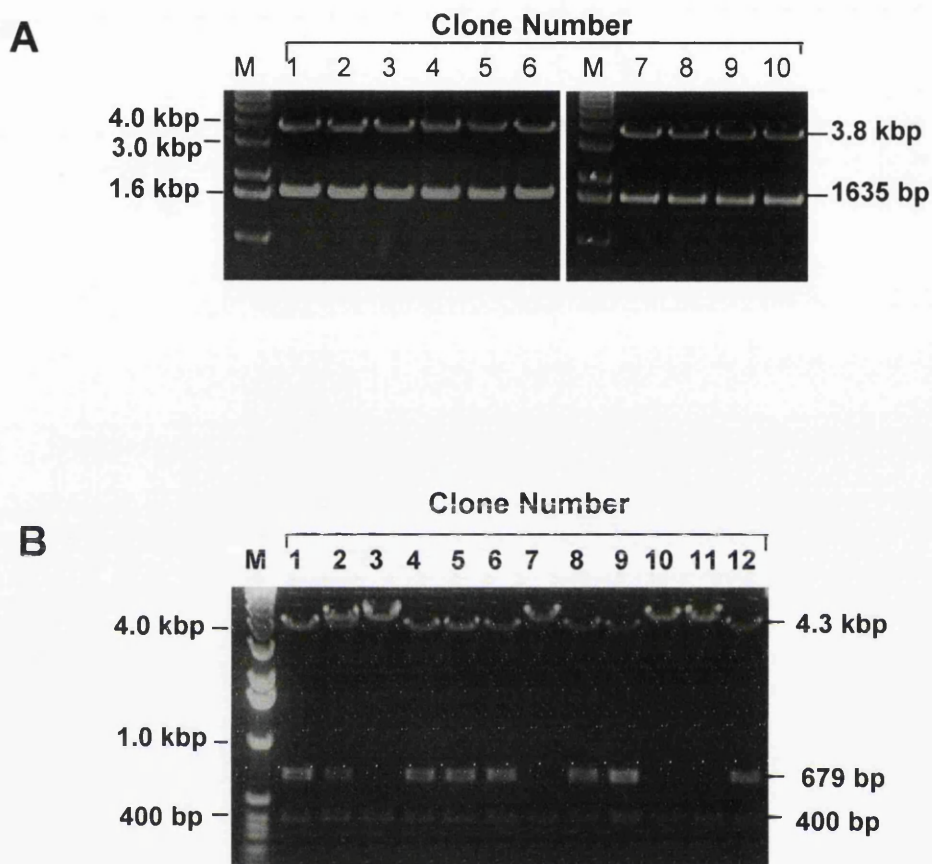 A
Clone Number
M 1 2 3 4 5 6 M 7 8 9 10
4.0 kbp
3.0 kbp
1.6 kbp
3.8 kbp
1635 bp
B
Clone Number
M 1 2 3 4 5 6 7 8 9 10 11 12
4.0 kbp
4.3 kbp
1.0 kbp
679 bp
400 bp
400 bp